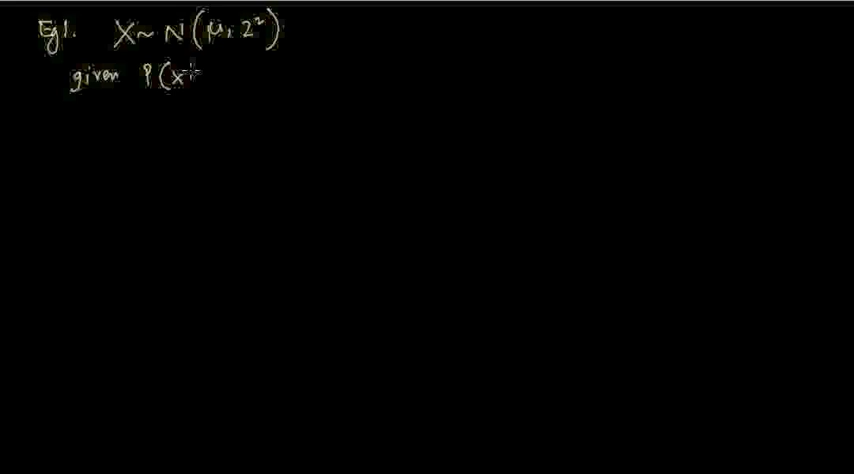 Eg1. X~ N(μ, 2²)
given P(x